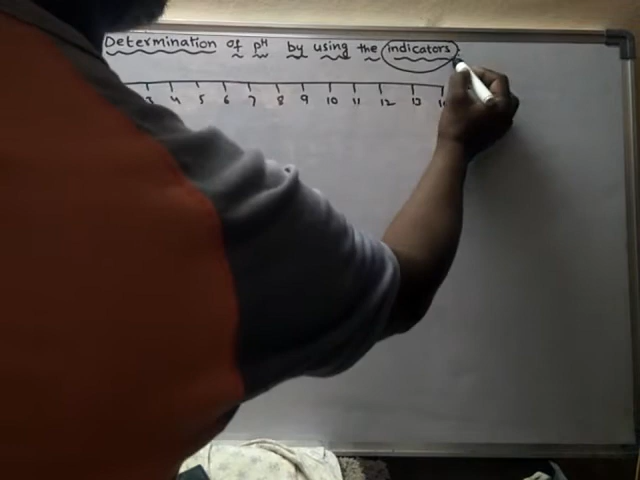 Determination of pH by using the indicators
3 4 5 6 7 8 9 10 11 12 13